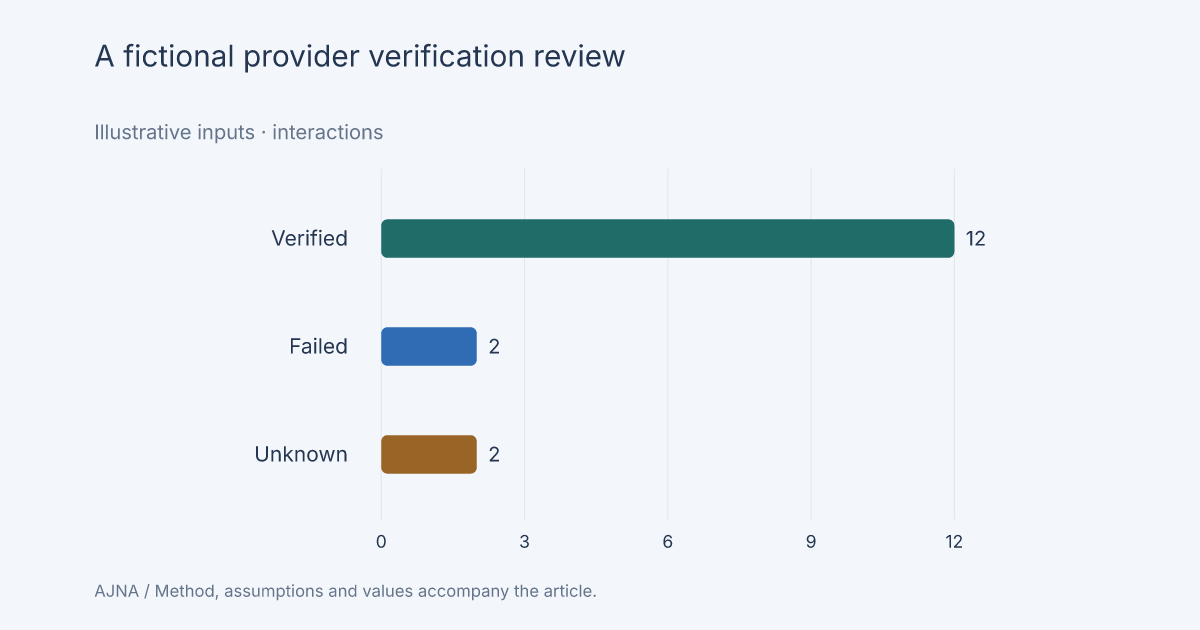 A fictional provider verification review
Illustrative inputs · interactions
Verified 12
Failed 2
Unknown 2
0 3 6 9 12
AJNA / Method, assumptions and values accompany the article.